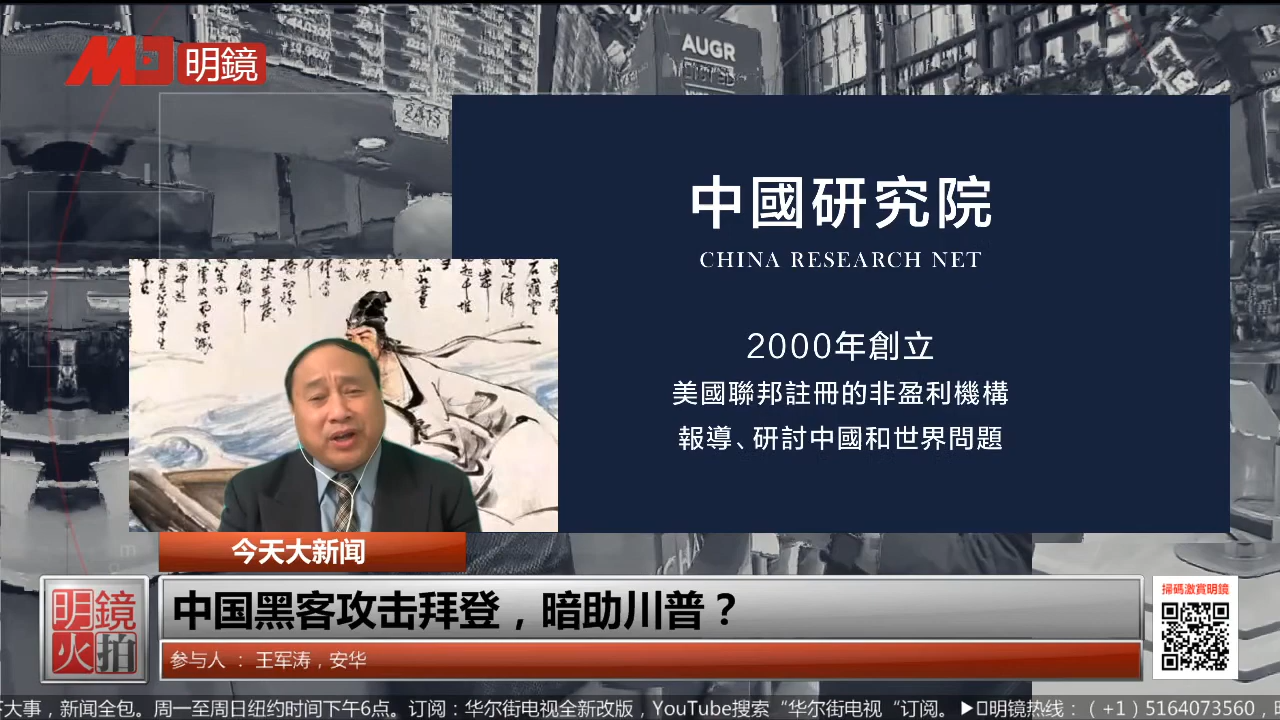 明鏡
AUGR
中國研究院
CHINA RESEARCH NET
2000年創立
美國聯邦註冊的非盈利機構
報導、研討中國和世界問題
今天大新闻
明鏡
火拍
中国黑客攻击拜登，暗助川普？
掃碼激賞明鏡
参与人 ： 王军涛，安华
大事，新闻全包。周一至周日纽约时间下午6点。订阅：华尔街电视全新改版，YouTube搜索“华尔街电视“订阅。▶明镜热线：（+1）5164073560，